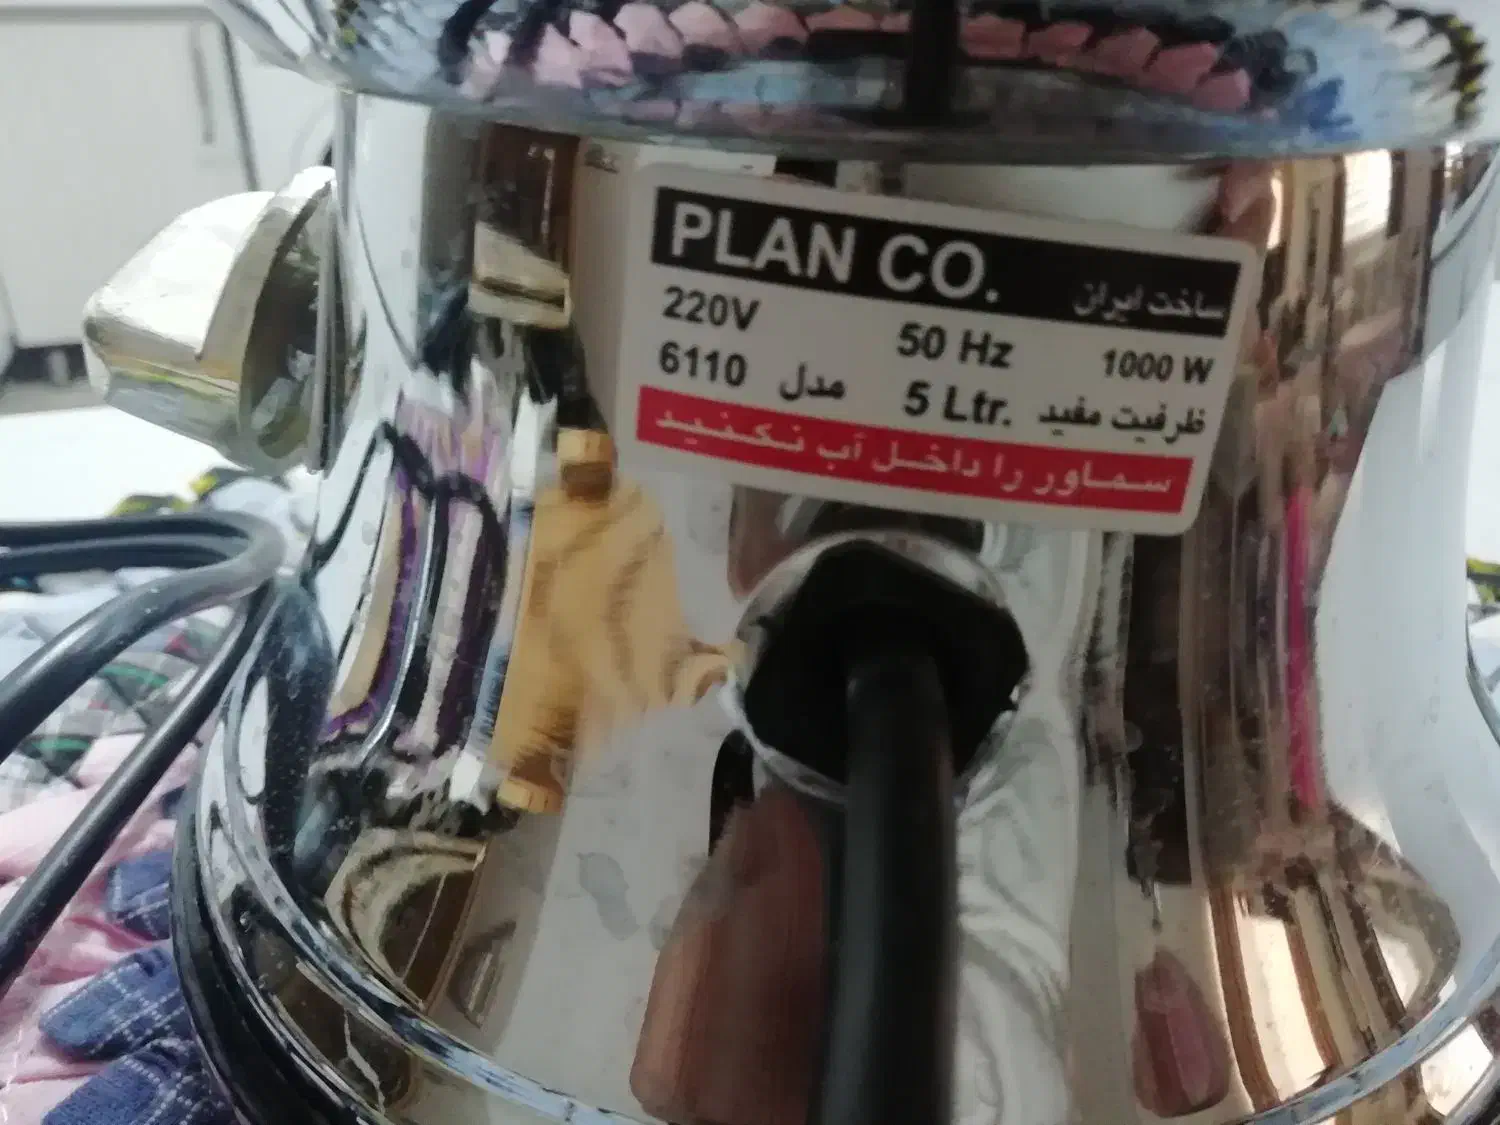 PLAN CO. ساخت ایران
220V 50 Hz 1000 W
6110 مدل 5 Ltr. ظرفیت مفید
سماور را داخل آب نکنید